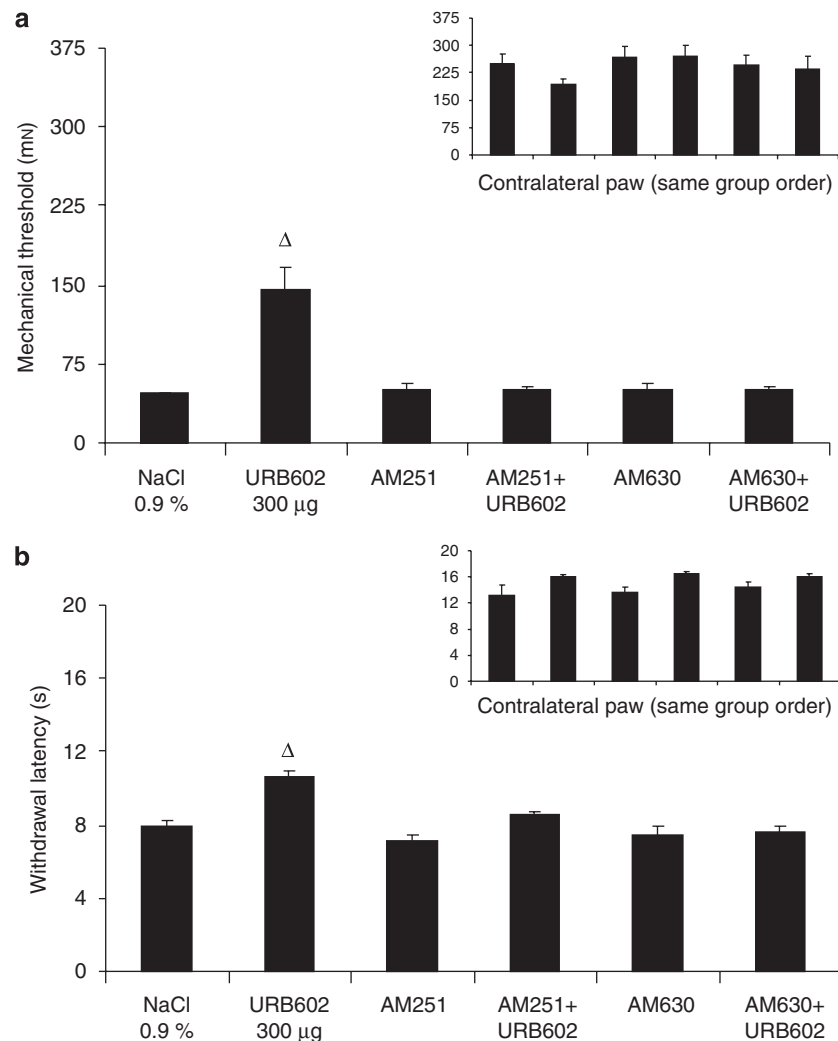 a
375
300
225
150
75
0
Mechanical threshold (mN)
Δ
375
300
225
150
75
0
Contralateral paw (same group order)
NaCl
0.9 %
URB602
300 μg
AM251
AM251+
URB602
AM630
AM630+
URB602
b
20
16
12
8
4
0
Withdrawal latency (s)
Δ
20
16
12
8
4
0
Contralateral paw (same group order)
NaCl
0.9 %
URB602
300 μg
AM251
AM251+
URB602
AM630
AM630+
URB602